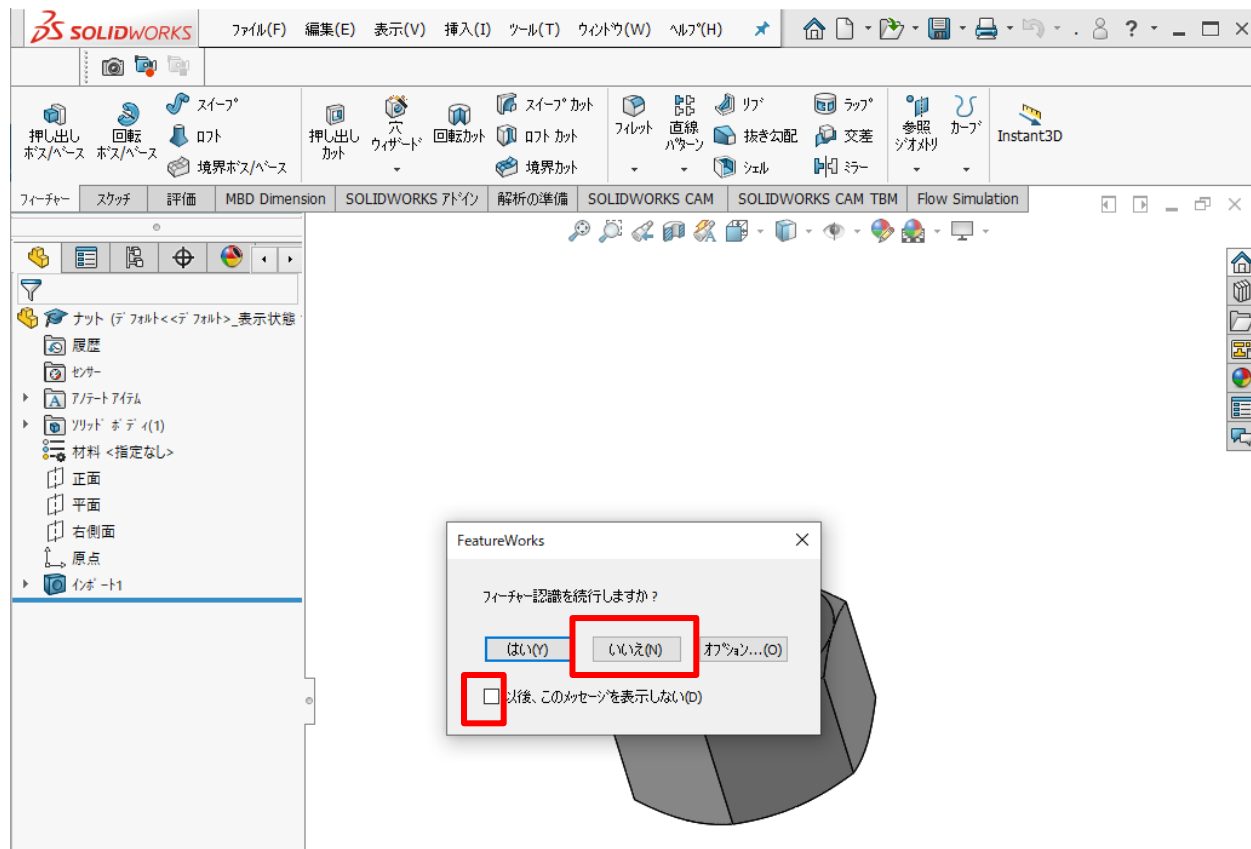 SOLIDWORKS ファイル(F) 編集(E) 表示(V) 挿入(I) ツール(T) ウィンドウ(W) ヘルプ(H)
押し出し
ボス/ベース
回転
ボス/ベース
スイープ
ロフト
境界ボス/ベース
押し出し
カット
穴
ウィザード
回転カット
スイープ カット
ロフト カット
境界カット
フィレット
直線
パターン
リブ
抜き勾配
シェル
ラップ
交差
ミラー
参照
ジオメトリ
カーブ
Instant3D
フィーチャー スケッチ 評価 MBD Dimension SOLIDWORKS アドイン 解析の準備 SOLIDWORKS CAM SOLIDWORKS CAM TBM Flow Simulation
ナット (デフォルト<<デフォルト>_表示状態
履歴
センサー
アノテート アイテム
ソリッド ボディ(1)
材料 <指定なし>
正面
平面
右側面
原点
インポート1
FeatureWorks
フィーチャー認識を続行しますか？
はい(Y) いいえ(N) オプション...(O)
以後、このメッセージを表示しない(D)